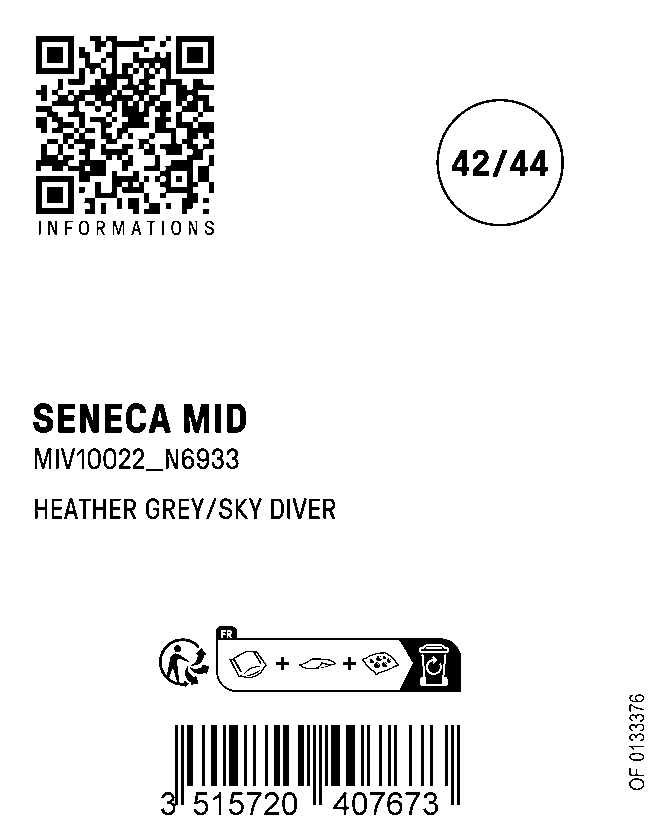 INFORMATIONS
42/44
SENECA MID
MIV10022_N6933
HEATHER GREY/SKY DIVER
FR
3 515720 407673
OF 0133376